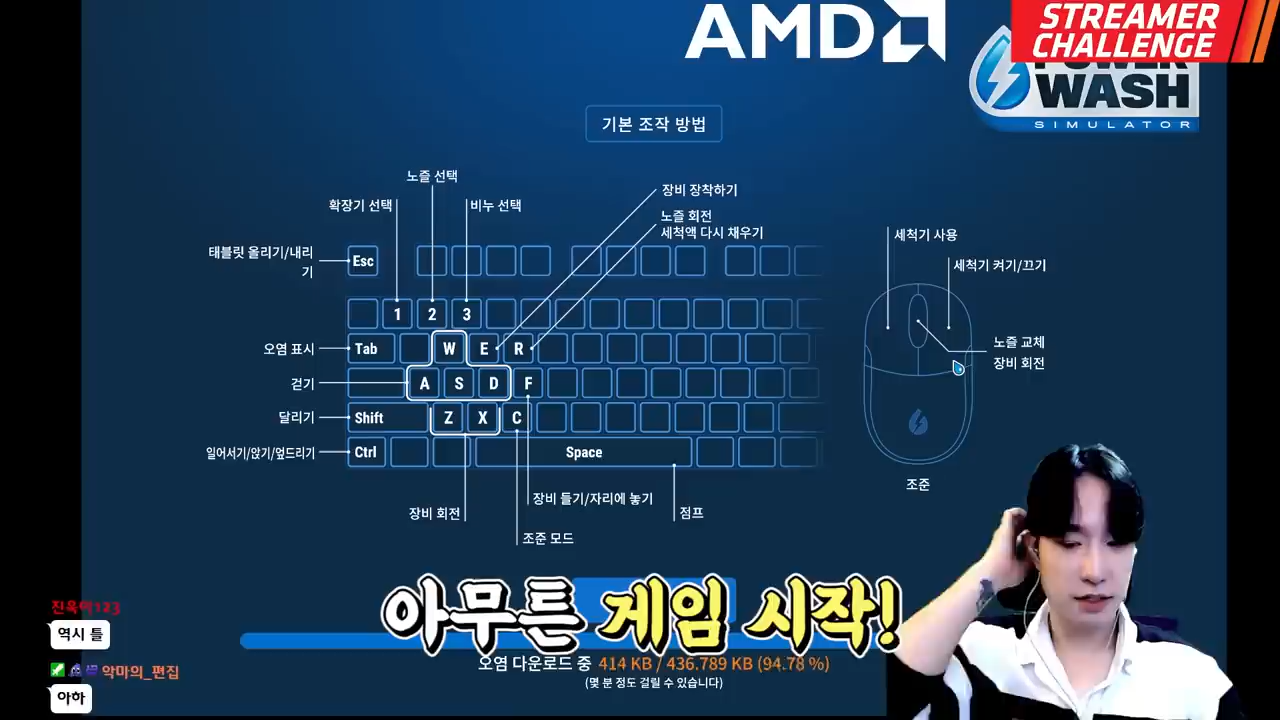 AMD
STREAMER
CHALLENGE
POWER
WASH
SIMULATOR
기본 조작 방법
노즐 선택
확장기 선택
비누 선택
장비 장착하기
노즐 회전
세척액 다시 채우기
태블릿 올리기/내리
기
Esc
1 2 3
오염 표시
Tab W E R
걷기
A S D F
달리기
Shift Z X C
일어서기/앉기/엎드리기
Ctrl Space
장비 회전
장비 들기/자리에 놓기
점프
조준 모드
세척기 사용
세척기 켜기/끄기
노즐 교체
장비 회전
조준
아무튼 게임 시작!
오염 다운로드 중 414 KB / 436.789 KB (94.78 %)
(몇 분 정도 걸릴 수 있습니다)
역시 틀
악마의_편집
아하